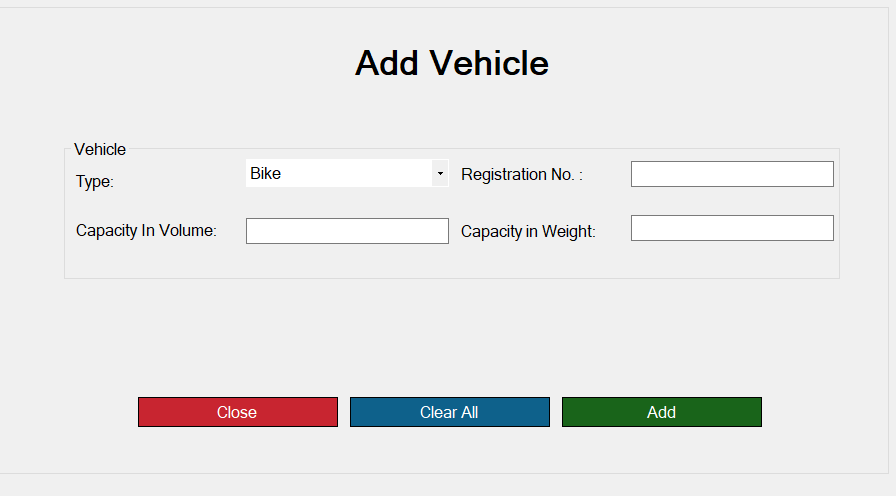 Add Vehicle
Vehicle
Type:
Bike
Registration No. :
Capacity In Volume:
Capacity in Weight:
Close
Clear All
Add